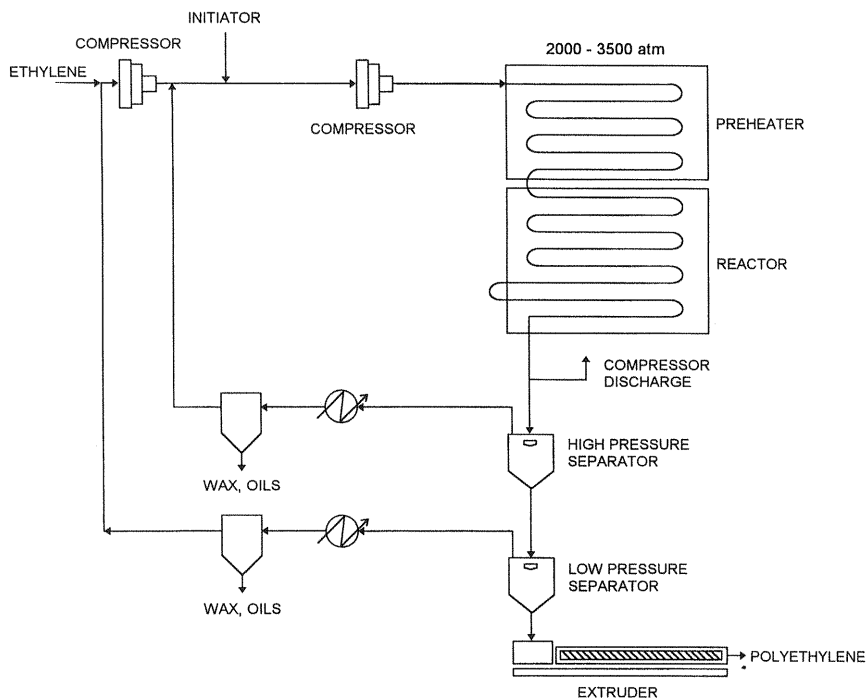 INITIATOR
COMPRESSOR
2000 - 3500 atm
ETHYLENE
COMPRESSOR
PREHEATER
REACTOR
COMPRESSOR
DISCHARGE
HIGH PRESSURE
SEPARATOR
WAX, OILS
LOW PRESSURE
SEPARATOR
WAX, OILS
POLYETHYLENE
EXTRUDER